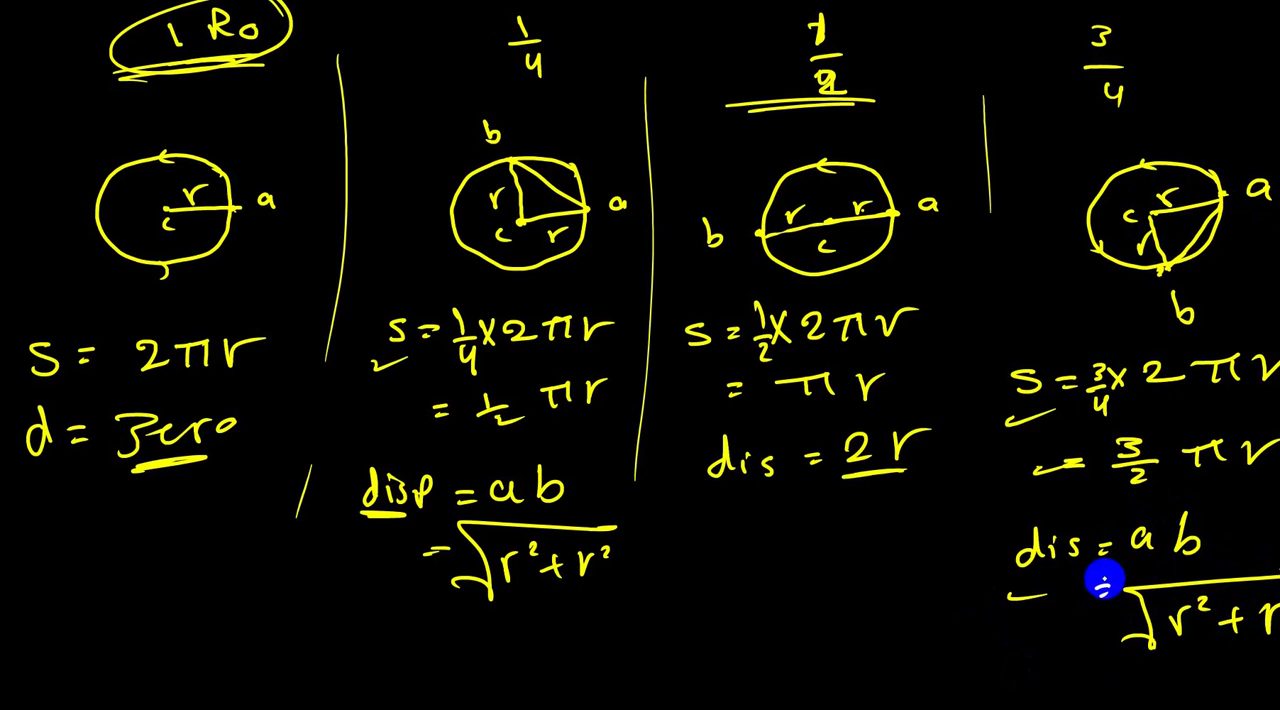 1 Ro
r
c
a
s = 2πr
d = Zero
1/4
b
r
c
r
a
s = 1/4 × 2πr
= 1/2 πr
disp = ab
= √r² + r²
1/2
r
r
a
b
c
s = 1/2 × 2πr
= πr
dis = 2r
3/4
a
r
c
r
b
s = 3/4 × 2πr
= 3/2 πr
dis = ab
= √r² + r